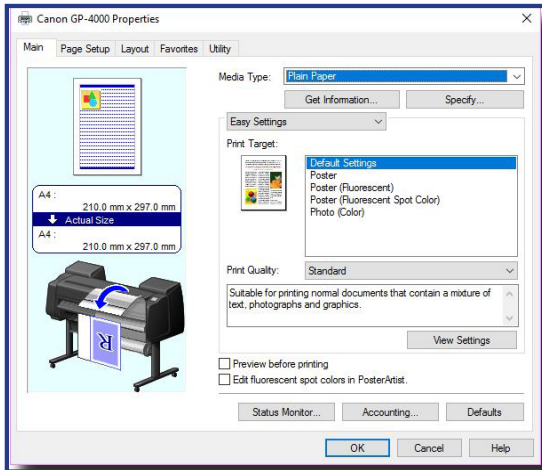 Canon GP-4000 Properties
Main Page Setup Layout Favorites Utility
Media Type: Plain Paper
Get Information... Specify...
Easy Settings
Print Target:
Default Settings
Poster
Poster (Fluorescent)
Poster (Fluorescent Spot Color)
Photo (Color)
A4 :
210.0 mm x 297.0 mm
Actual Size
A4 :
210.0 mm x 297.0 mm
R
Print Quality: Standard
Suitable for printing normal documents that contain a mixture of
text, photographs and graphics.
View Settings
Preview before printing
Edit fluorescent spot colors in PosterArtist.
Status Monitor... Accounting... Defaults
OK Cancel Help